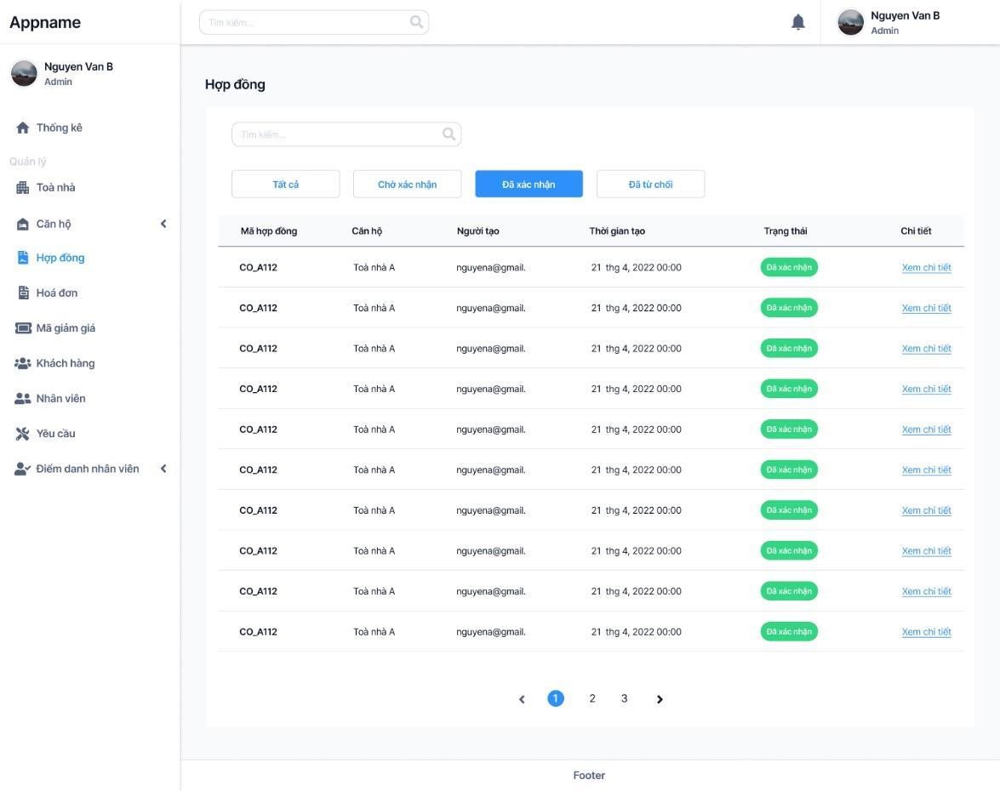 Appname
Tìm kiếm...
Nguyen Van B
Admin
Nguyen Van B
Admin
Thống kê
Quản lý
Toà nhà
Căn hộ
Hợp đồng
Hoá đơn
Mã giảm giá
Khách hàng
Nhân viên
Yêu cầu
Điểm danh nhân viên
Hợp đồng
Tìm kiếm...
Tất cả Chờ xác nhận Đã xác nhận Đã từ chối
Mã hợp đồng Căn hộ Người tạo Thời gian tạo Trạng thái Chi tiết
CO_A112 Toà nhà A nguyena@gmail. 21 thg 4, 2022 00:00 Đã xác nhận Xem chi tiết
CO_A112 Toà nhà A nguyena@gmail. 21 thg 4, 2022 00:00 Đã xác nhận Xem chi tiết
CO_A112 Toà nhà A nguyena@gmail. 21 thg 4, 2022 00:00 Đã xác nhận Xem chi tiết
CO_A112 Toà nhà A nguyena@gmail. 21 thg 4, 2022 00:00 Đã xác nhận Xem chi tiết
CO_A112 Toà nhà A nguyena@gmail. 21 thg 4, 2022 00:00 Đã xác nhận Xem chi tiết
CO_A112 Toà nhà A nguyena@gmail. 21 thg 4, 2022 00:00 Đã xác nhận Xem chi tiết
CO_A112 Toà nhà A nguyena@gmail. 21 thg 4, 2022 00:00 Đã xác nhận Xem chi tiết
CO_A112 Toà nhà A nguyena@gmail. 21 thg 4, 2022 00:00 Đã xác nhận Xem chi tiết
CO_A112 Toà nhà A nguyena@gmail. 21 thg 4, 2022 00:00 Đã xác nhận Xem chi tiết
CO_A112 Toà nhà A nguyena@gmail. 21 thg 4, 2022 00:00 Đã xác nhận Xem chi tiết
1 2 3
Footer